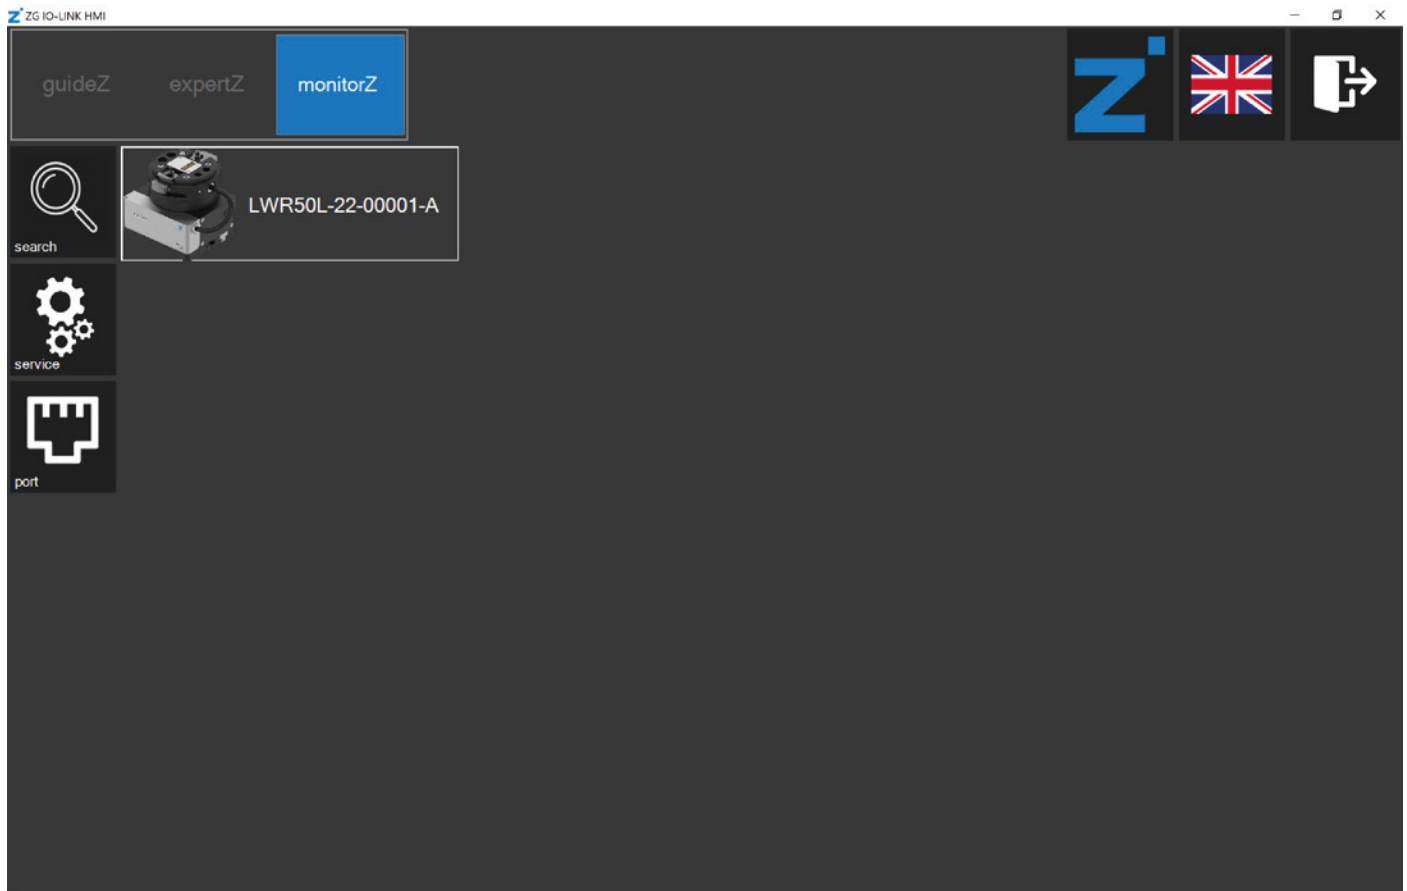 ZG IO-LINK HMI
guideZ expertZ monitorZ
LWR50L-22-00001-A
search
service
port